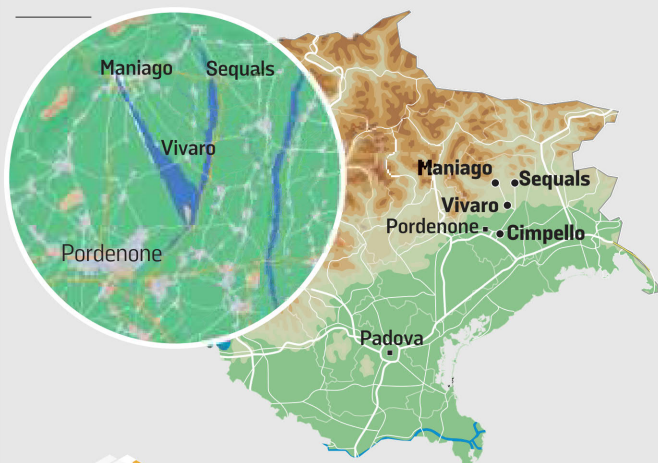 Maniago
Sequals
Vivaro
Pordenone
Maniago
Sequals
Vivaro
Pordenone
Cimpello
Padova